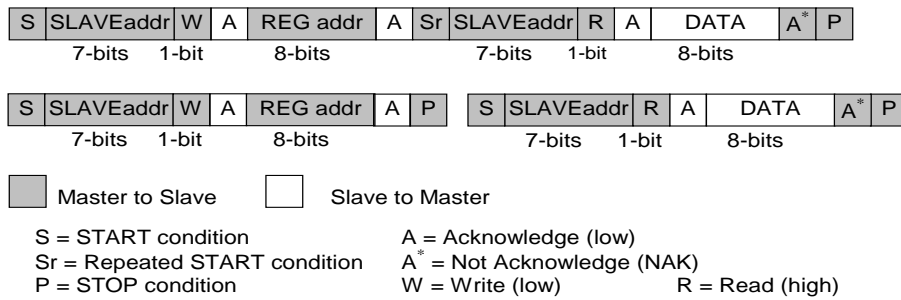 S SLAVEaddr W A REG addr A Sr SLAVEaddr R A DATA A* P
7-bits 1-bit 8-bits 7-bits 1-bit 8-bits
S SLAVEaddr W A REG addr A P S SLAVEaddr R A DATA A* P
7-bits 1-bit 8-bits 7-bits 1-bit 8-bits
Master to Slave Slave to Master
S = START condition A = Acknowledge (low)
Sr = Repeated START condition A* = Not Acknowledge (NAK)
P = STOP condition W = Write (low) R = Read (high)